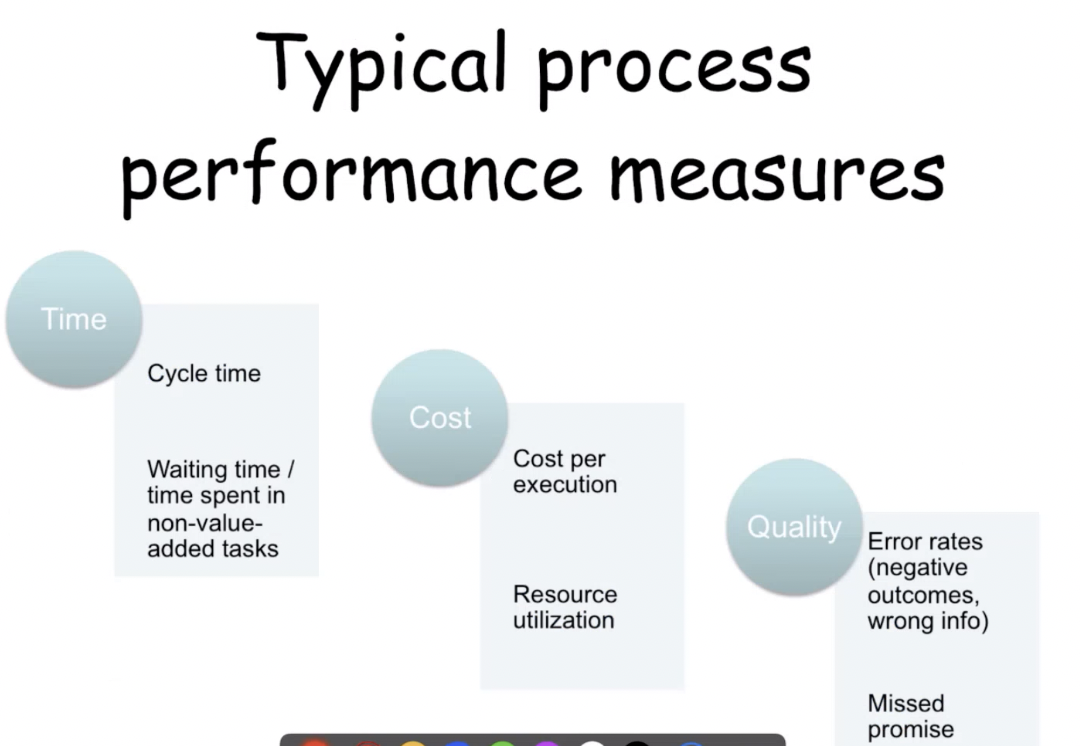 Typical process
performance measures
Time
Cycle time
Waiting time /
time spent in
non-value-
added tasks
Cost
Cost per
execution
Resource
utilization
Quality
Error rates
(negative
outcomes,
wrong info)
Missed
promise